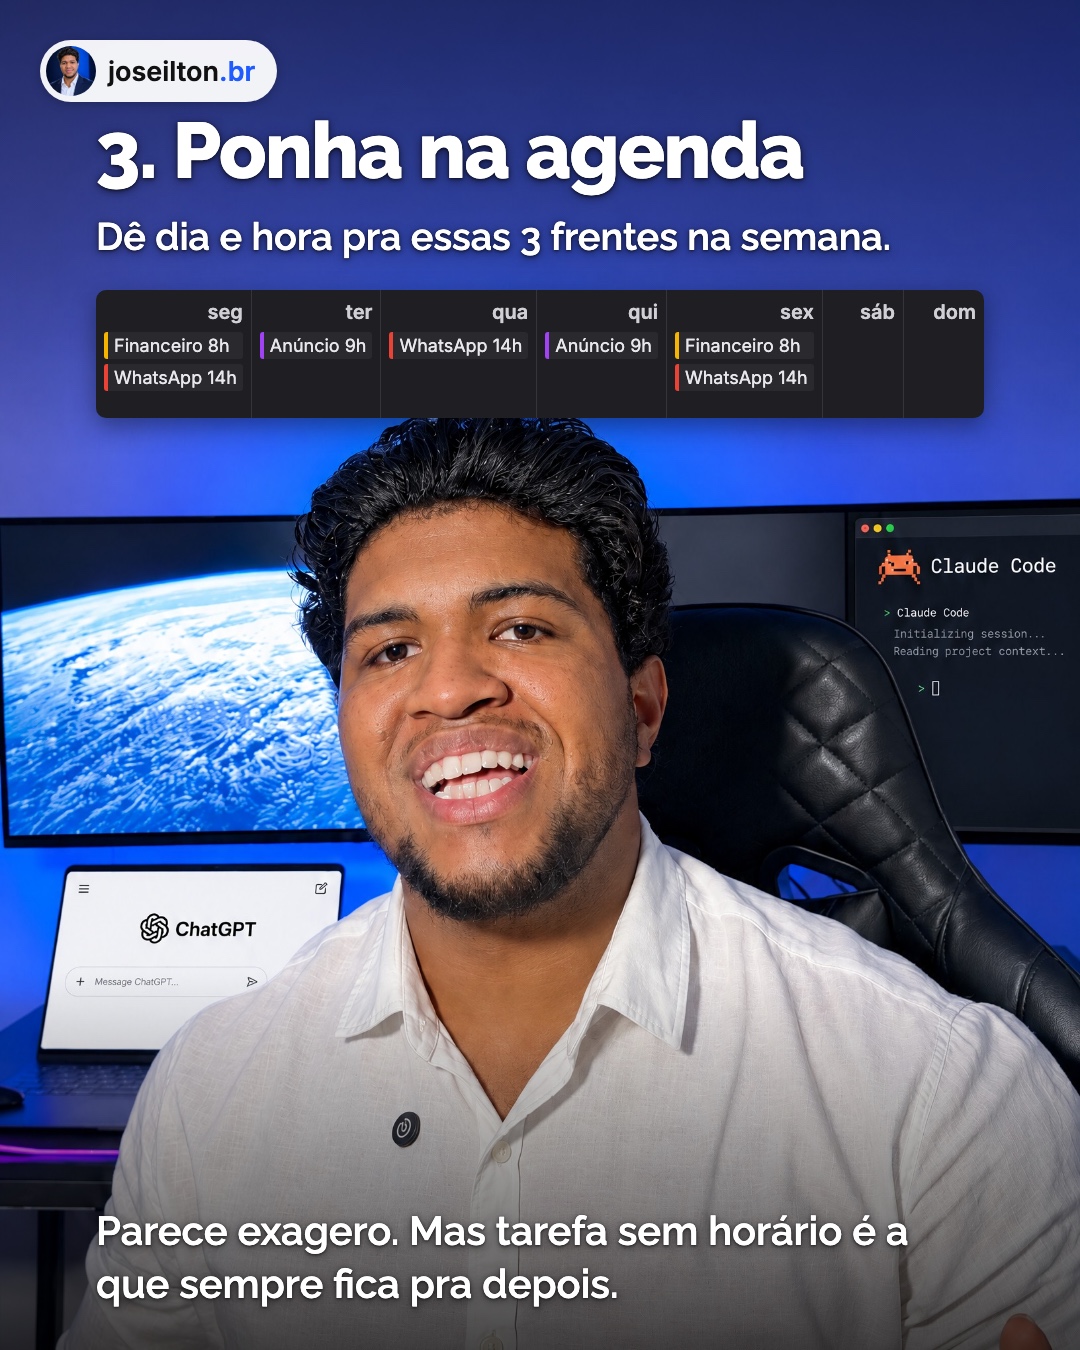 joseilton.br
3. Ponha na agenda
Dê dia e hora pra essas 3 frentes na semana.
seg ter qua qui sex sáb dom
Financeiro 8h Anúncio 9h WhatsApp 14h Anúncio 9h Financeiro 8h
WhatsApp 14h WhatsApp 14h
Claude Code
> Claude Code
Initializing session...
Reading project context...
>
ChatGPT
+ Message ChatGPT...
Parece exagero. Mas tarefa sem horário é a
que sempre fica pra depois.